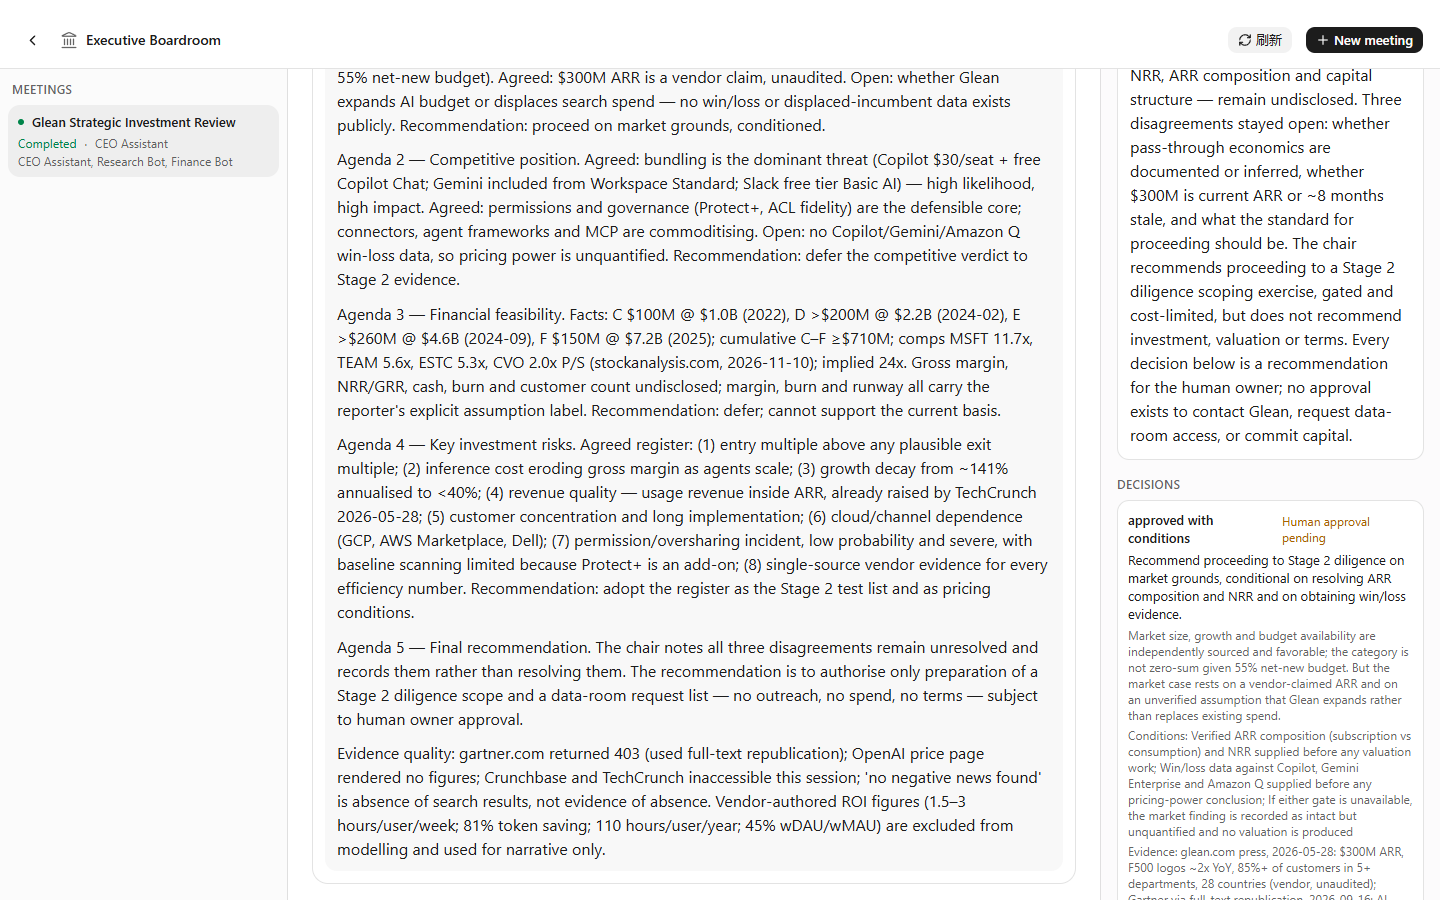 Executive Boardroom
刷新
New meeting
MEETINGS
Glean Strategic Investment Review
Completed · CEO Assistant
CEO Assistant, Research Bot, Finance Bot
55% net-new budget). Agreed: $300M ARR is a vendor claim, unaudited. Open: whether Glean
expands AI budget or displaces search spend — no win/loss or displaced-incumbent data exists
publicly. Recommendation: proceed on market grounds, conditioned.
Agenda 2 — Competitive position. Agreed: bundling is the dominant threat (Copilot $30/seat + free
Copilot Chat; Gemini included from Workspace Standard; Slack free tier Basic AI) — high likelihood,
high impact. Agreed: permissions and governance (Protect+, ACL fidelity) are the defensible core;
connectors, agent frameworks and MCP are commoditising. Open: no Copilot/Gemini/Amazon Q
win-loss data, so pricing power is unquantified. Recommendation: defer the competitive verdict to
Stage 2 evidence.
Agenda 3 — Financial feasibility. Facts: C $100M @ $1.0B (2022), D >$200M @ $2.2B (2024-02), E
>$260M @ $4.6B (2024-09), F $150M @ $7.2B (2025); cumulative C–F ≥$710M; comps MSFT 11.7x,
TEAM 5.6x, ESTC 5.3x, CVO 2.0x P/S (stockanalysis.com, 2026-11-10); implied 24x. Gross margin,
NRR/GRR, cash, burn and customer count undisclosed; margin, burn and runway all carry the
reporter's explicit assumption label. Recommendation: defer; cannot support the current basis.
Agenda 4 — Key investment risks. Agreed register: (1) entry multiple above any plausible exit
multiple; (2) inference cost eroding gross margin as agents scale; (3) growth decay from ~141%
annualised to <40%; (4) revenue quality — usage revenue inside ARR, already raised by TechCrunch
2026-05-28; (5) customer concentration and long implementation; (6) cloud/channel dependence
(GCP, AWS Marketplace, Dell); (7) permission/oversharing incident, low probability and severe, with
baseline scanning limited because Protect+ is an add-on; (8) single-source vendor evidence for every
efficiency number. Recommendation: adopt the register as the Stage 2 test list and as pricing
conditions.
Agenda 5 — Final recommendation. The chair notes all three disagreements remain unresolved and
records them rather than resolving them. The recommendation is to authorise only preparation of a
Stage 2 diligence scope and a data-room request list — no outreach, no spend, no terms — subject
to human owner approval.
Evidence quality: gartner.com returned 403 (used full-text republication); OpenAI price page
rendered no figures; Crunchbase and TechCrunch inaccessible this session; 'no negative news found'
is absence of search results, not evidence of absence. Vendor-authored ROI figures (1.5–3
hours/user/week; 81% token saving; 110 hours/user/year; 45% wDAU/wMAU) are excluded from
modelling and used for narrative only.
NRR, ARR composition and capital
structure — remain undisclosed. Three
disagreements stayed open: whether
pass-through economics are
documented or inferred, whether
$300M is current ARR or ~8 months
stale, and what the standard for
proceeding should be. The chair
recommends proceeding to a Stage 2
diligence scoping exercise, gated and
cost-limited, but does not recommend
investment, valuation or terms. Every
decision below is a recommendation
for the human owner; no approval
exists to contact Glean, request data-
room access, or commit capital.
DECISIONS
approved with
conditions
Human approval
pending
Recommend proceeding to Stage 2 diligence on
market grounds, conditional on resolving ARR
composition and NRR and on obtaining win/loss
evidence.
Market size, growth and budget availability are
independently sourced and favorable; the category is
not zero-sum given 55% net-new budget. But the
market case rests on a vendor-claimed ARR and on
an unverified assumption that Glean expands rather
than replaces existing spend.
Conditions: Verified ARR composition (subscription vs
consumption) and NRR supplied before any valuation
work; Win/loss data against Copilot, Gemini
Enterprise and Amazon Q supplied before any
pricing-power conclusion; If either gate is unavailable,
the market finding is recorded as intact but
unquantified and no valuation is produced
Evidence: glean.com press, 2026-05-28: $300M ARR,
F500 logos ~2x YoY, 85%+ of customers in 5+
departments, 28 countries (vendor, unaudited);
Gartner via full-text republication, 2026-09-16: AI